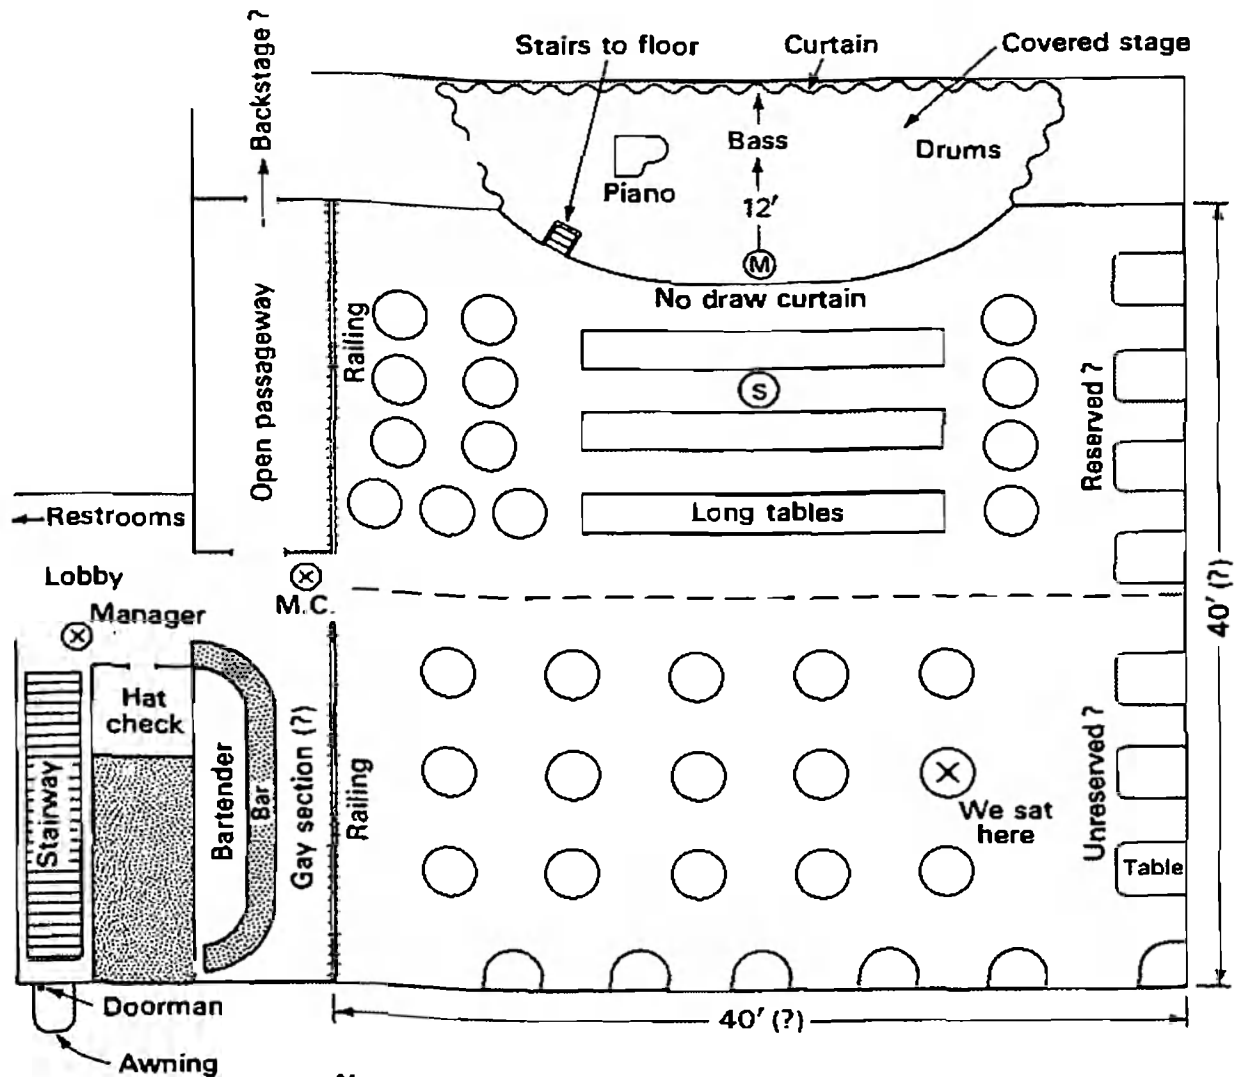 Stairs to floor
Curtain
Covered stage
Backstage ?
Bass
Drums
Piano
12'
M
No draw curtain
Open passageway
Railing
S
Reserved ?
Long tables
Restrooms
40' (?)
Lobby
M.C.
Manager
Hat
check
Stairway
Bartender
Bar
Gay section (?)
Railing
We sat
here
Unreserved ?
Table
Doorman
40' (?)
Awning